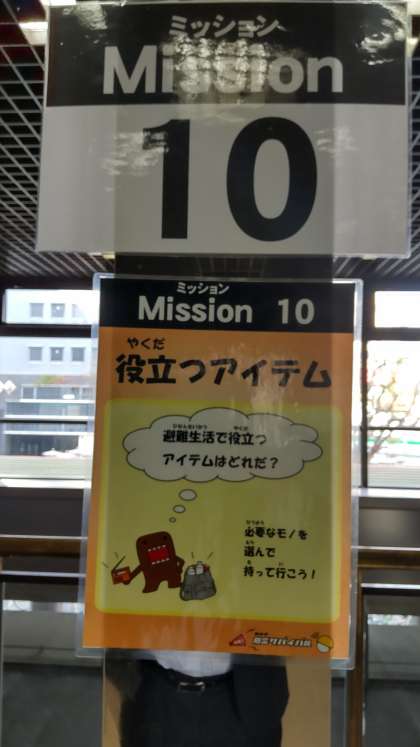 ミッション
Mission
10
ミッション
Mission 10
やくだ
役立つアイテム
ひなんせいかつ やくだ
避難生活で役立つ
アイテムはどれだ？
ひつよう
必要なモノを
えら
選んで
も い
持って行こう！